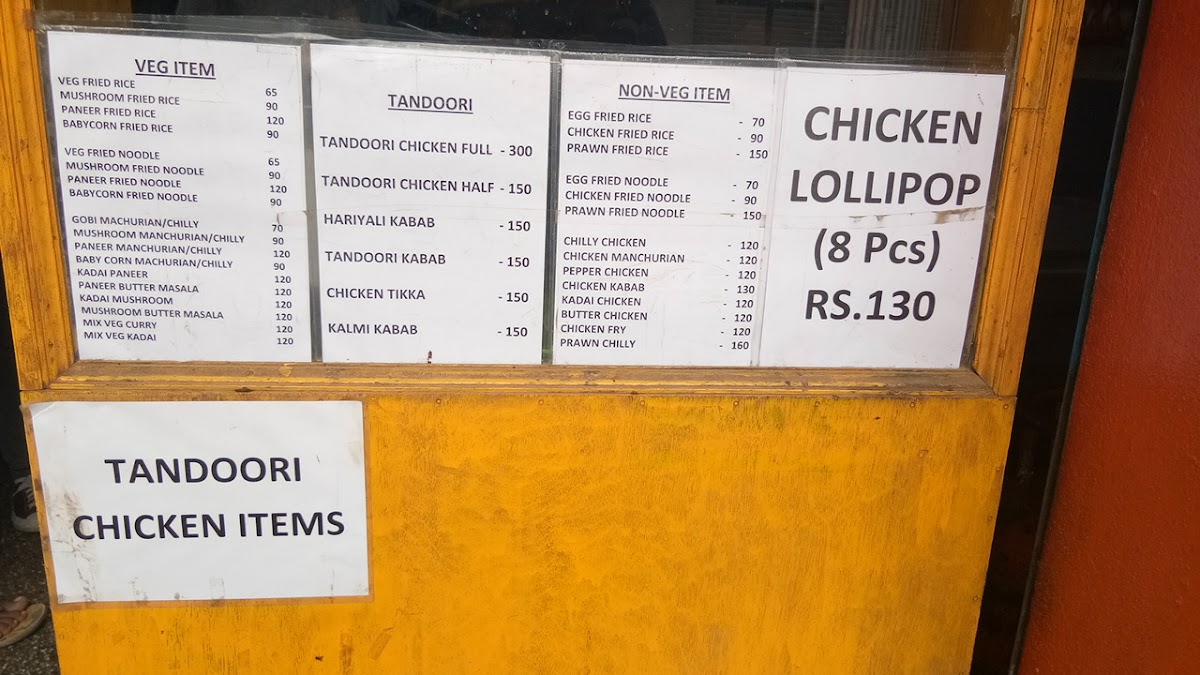 VEG ITEM
VEG FRIED RICE 65
MUSHROOM FRIED RICE 90
PANEER FRIED RICE 120
BABYCORN FRIED RICE 90
VEG FRIED NOODLE 65
MUSHROOM FRIED NOODLE 90
PANEER FRIED NOODLE 120
BABYCORN FRIED NOODLE 90
GOBI MACHURIAN/CHILLY 70
MUSHROOM MANCHURIAN/CHILLY 90
PANEER MANCHURIAN/CHILLY 120
BABY CORN MACHURIAN/CHILLY 90
KADAI PANEER 120
PANEER BUTTER MASALA 120
KADAI MUSHROOM 120
MUSHROOM BUTTER MASALA 120
MIX VEG CURRY 120
MIX VEG KADAI 120
TANDOORI
TANDOORI CHICKEN FULL - 300
TANDOORI CHICKEN HALF - 150
HARIYALI KABAB - 150
TANDOORI KABAB - 150
CHICKEN TIKKA - 150
KALMI KABAB - 150
NON-VEG ITEM
EGG FRIED RICE - 70
CHICKEN FRIED RICE - 90
PRAWN FRIED RICE - 150
EGG FRIED NOODLE - 70
CHICKEN FRIED NOODLE - 90
PRAWN FRIED NOODLE - 150
CHILLY CHICKEN - 120
CHICKEN MANCHURIAN - 120
PEPPER CHICKEN - 120
CHICKEN KABAB - 130
KADAI CHICKEN - 120
BUTTER CHICKEN - 120
CHICKEN FRY - 120
PRAWN CHILLY - 160
CHICKEN
LOLLIPOP
(8 Pcs)
RS.130
TANDOORI
CHICKEN ITEMS